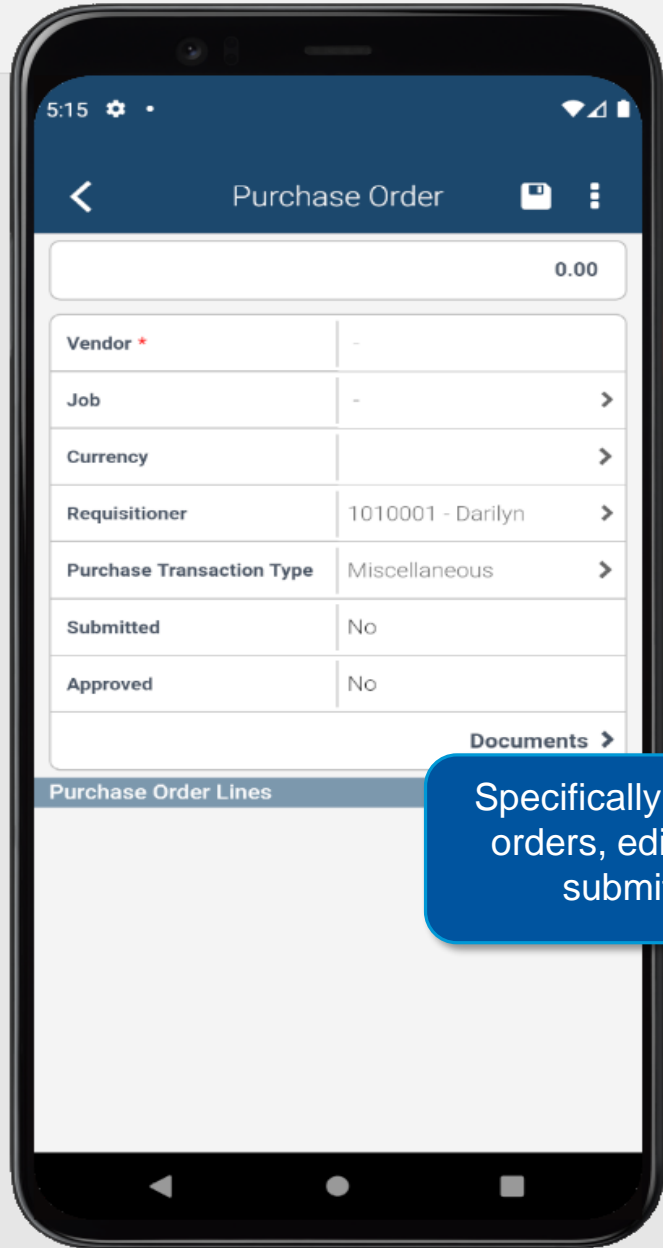 5:15
Purchase Order
0.00
Vendor * -
Job - >
Currency >
Requisitioner 1010001 - Darilyn >
Purchase Transaction Type Miscellaneous >
Submitted No
Approved No
Documents >
Purchase Order Lines
Specifically
orders,